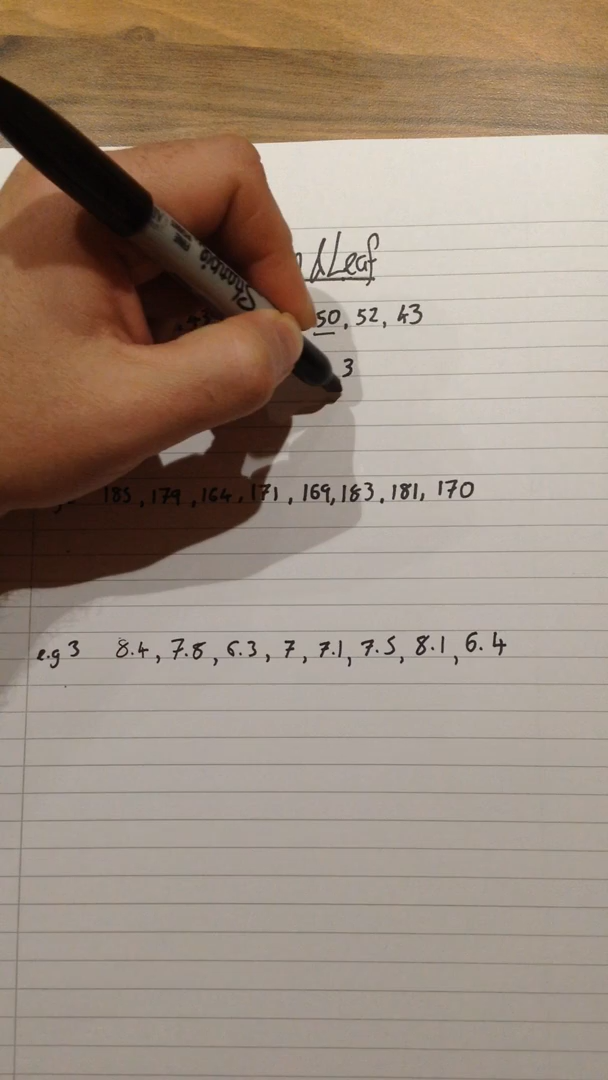 & Leaf
50, 52, 43
3
185, 179, 164, 171, 169, 183, 181, 170
e.g 3 8.4, 7.8, 6.3, 7, 7.1, 7.5, 8.1, 6.4
Sharpie